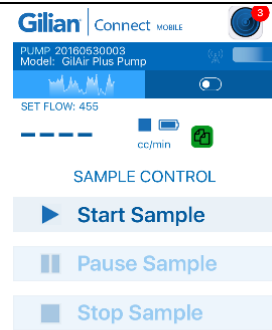 Gilian Connect MOBILE
3
PUMP 20160530003
Model: GilAir Plus Pump
SET FLOW: 455
----
cc/min
SAMPLE CONTROL
Start Sample
Pause Sample
Stop Sample